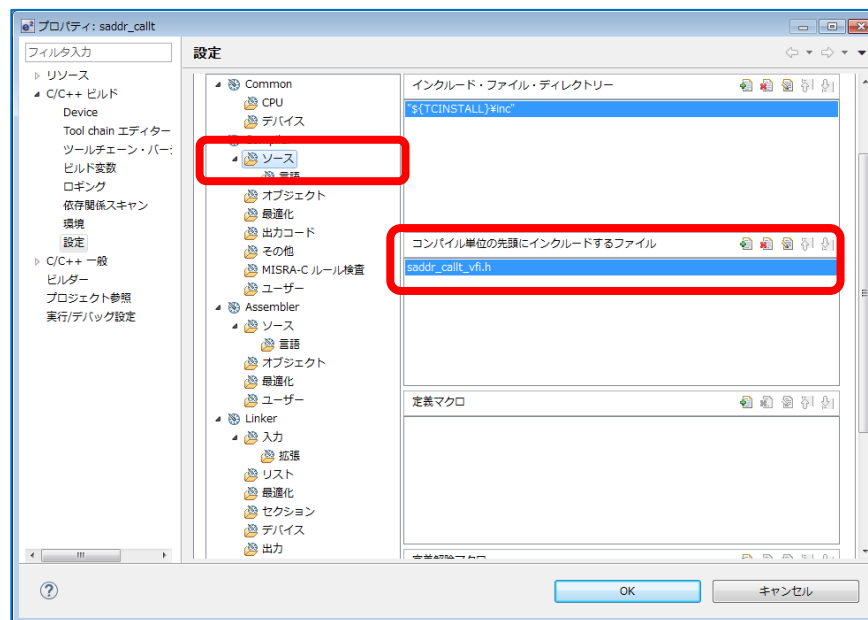 e² プロパティ: saddr_callt
フィルタ入力
設定
リソース
C/C++ ビルド
Device
Tool chain エディター
ツールチェーン・バー
ビルド変数
ロギング
依存関係スキャン
環境
設定
C/C++ 一般
ビルダー
プロジェクト参照
実行/デバッグ設定
Common
CPU
デバイス
ソース
言語
オブジェクト
最適化
出力コード
その他
MISRA-C ルール検査
ユーザー
Assembler
ソース
言語
オブジェクト
最適化
ユーザー
Linker
入力
拡張
リスト
最適化
セクション
デバイス
出力
インクルード・ファイル・ディレクトリー
"${TCINSTALL}¥inc"
コンパイル単位の先頭にインクルードするファイル
saddr_callt_vfi.h
定義マクロ
OK
キャンセル